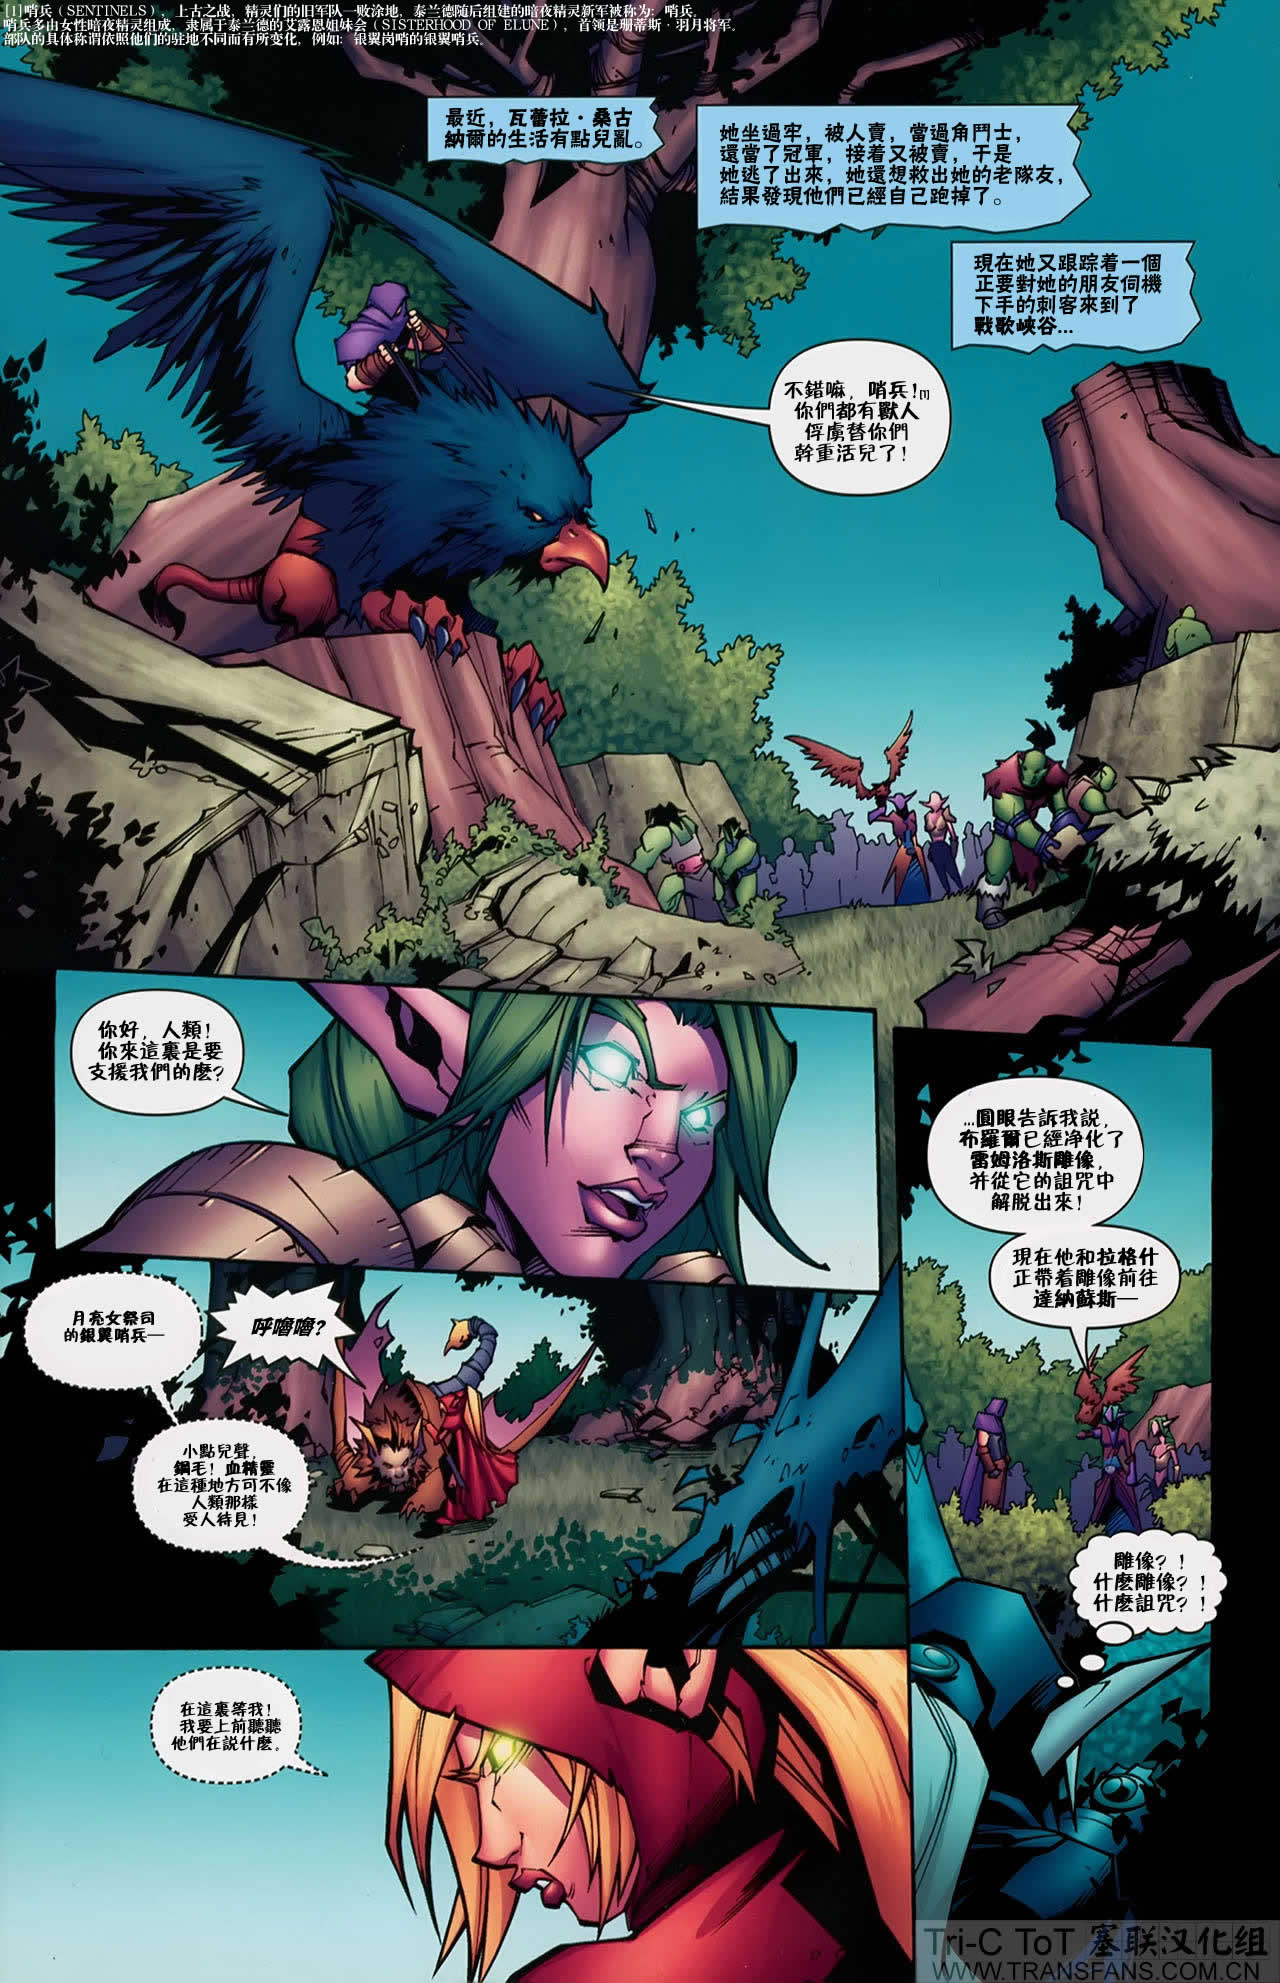 [1]哨兵（SENTINELS），上古之战，精灵们的旧军队一败涂地，泰兰德随后组建的暗夜精灵新军被称为：哨兵，
哨兵多由女性暗夜精灵组成，隶属于泰兰德的艾露恩姐妹会（SISTERHOOD OF ELUNE），首领是珊蒂斯·羽月将军。
部队的具体称谓依照他们的驻地不同而有所变化，例如：银翼岗哨的银翼哨兵。
最近，瓦蕾拉·桑古
納爾的生活有點兒亂。
她坐過牢，被人賣，當過角鬥士，
還當了冠軍，接着又被賣，于是
她逃了出來，她還想救出她的老隊友，
結果發現他們已經自己跑掉了。
現在她又跟踪着一個
正要對她的朋友伺機
下手的刺客來到了
戰歌峽谷…
不錯嘛，哨兵！[1]
你們都有獸人
俘虜替你們
幹重活兒了！
你好，人類！
你來這裏是要
支援我們的麽？
…圓眼告訴我説，
布羅爾已經净化了
雷姆洛斯雕像，
并從它的詛咒中
解脱出來！
現在他和拉格什
正帶着雕像前往
達納蘇斯—
月亮女祭司
的銀翼哨兵—
呼嚕嚕？
小點兒聲，
鋼毛！血精靈
在這種地方可不像
人類那樣
受人待見！
雕像？！
什麽雕像？！
什麽詛咒？！
在這裏等我！
我要上前聽聽
他們在説什麽。
Tri-C ToT 塞联汉化组
WWW.TRANSFANS.COM.CN